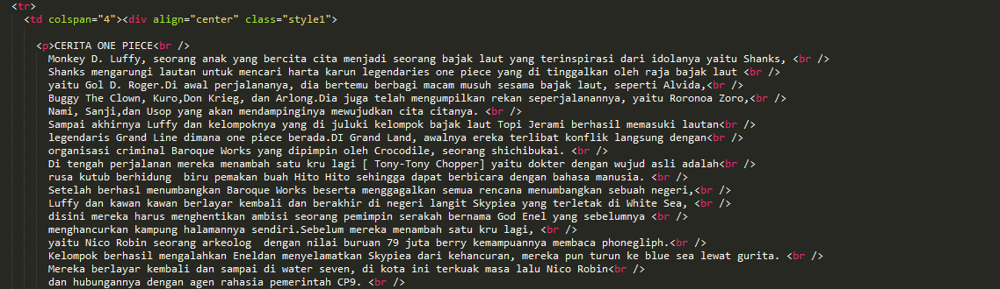 <tr>
<td colspan="4"><div align="center" class="style1">
<p>CERITA ONE PIECE<br />
Monkey D. Luffy, seorang anak yang bercita cita menjadi seorang bajak laut yang terinspirasi dari idolanya yaitu Shanks, <br />
Shanks mengarungi lautan untuk mencari harta karun legendaries one piece yang di tinggalkan oleh raja bajak laut <br />
yaitu Gol D. Roger.Di awal perjalananya, dia bertemu berbagi macam musuh sesama bajak laut, seperti Alvida,<br />
Buggy The Clown, Kuro,Don Krieg, dan Arlong.Dia juga telah mengumpilkan rekan seperjalanannya, yaitu Roronoa Zoro,<br />
Nami, Sanji,dan Usop yang akan mendampinginya mewujudkan cita citanya. <br />
Sampai akhirnya Luffy dan kelompoknya yang di juluki kelompok bajak laut Topi Jerami berhasil memasuki lautan<br />
legendaris Grand Line dimana one piece berada.DI Grand Land, awalnya ereka terlibat konflik langsung dengan<br />
organisasi criminal Baroque Works yang dipimpin oleh Crocodile, seorang shichibukai. <br />
Di tengah perjalanan mereka menambah satu kru lagi [ Tony-Tony Chopper] yaitu dokter dengan wujud asli adalah<br />
rusa kutub berhidung  biru pemakan buah Hito Hito sehingga dapat berbicara dengan bahasa manusia. <br />
Setelah berhasl menumbangkan Baroque Works beserta menggagalkan semua rencana menumbangkan sebuah negeri,<br />
Luffy dan kawan kawan berlayar kembali dan berakhir di negeri langit Skypiea yang terletak di White Sea, <br />
disini mereka harus menghentikan ambisi seorang pemimpin serakah bernama God Enel yang sebelumnya <br />
menghancurkan kampung halamannya sendiri.Sebelum mereka menambah satu kru lagi, <br />
yaitu Nico Robin seorang arkeolog  dengan nilai buruan 79 juta berry kemampuannya membaca phonegliph.<br />
Kelompok berhasil mengalahkan Eneldan menyelamatkan Skypiea dari kehancuran, mereka pun turun ke blue sea lewat gurita. <br />
Mereka berlayar kembali dan sampai di water seven, di kota ini terkuak masa lalu Nico Robin<br />
dan hubungannya dengan agen rahasia pemerintah CP9. <br />